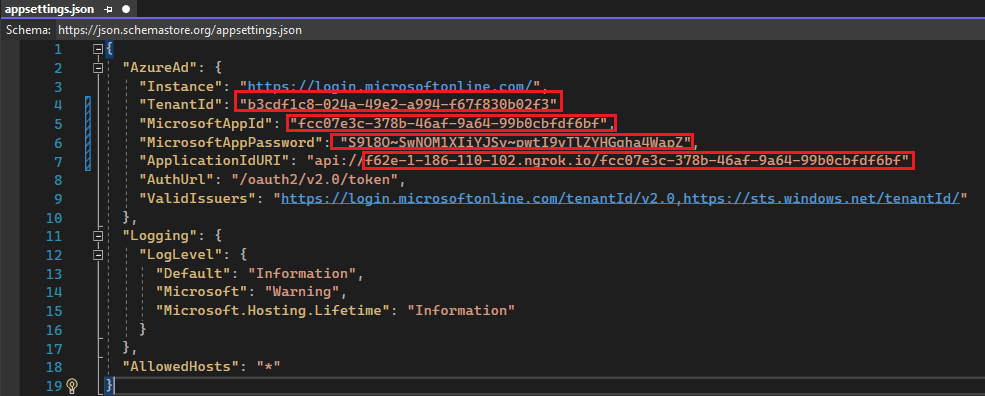 appsettings.json
Schema: https://json.schemastore.org/appsettings.json
1 {
2 "AzureAd": {
3 "Instance": "https://login.microsoftonline.com/",
4 "TenantId": "b3cdf1c8-024a-49e2-a994-f67f830b02f3"
5 "MicrosoftAppId": "fcc07e3c-378b-46af-9a64-99b0cbfdf6bf",
6 "MicrosoftAppPassword":
7 "ApplicationIdURI": "api://f62e-1-186-110-102.ngrok.io/fcc07e3c-378b-46af-9a64-99b0cbfdf6bf"
8 "AuthUrl": "/oauth2/v2.0/token",
9 "ValidIssuers": "https://login.microsoftonline.com/tenantId/v2.0,https://sts.windows.net/tenantId/"
10 },
11 "Logging": {
12 "LogLevel": {
13 "Default": "Information",
14 "Microsoft": "Warning",
15 "Microsoft.Hosting.Lifetime": "Information"
16 }
17 },
18 "AllowedHosts": "*"
19 }